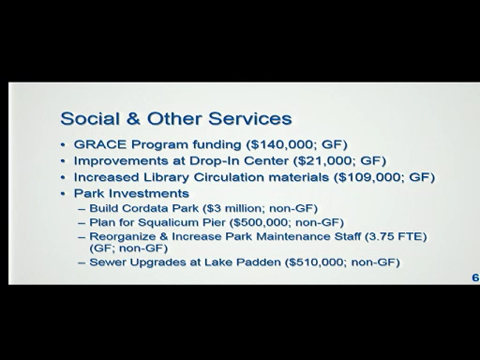 Social & Other Services
• GRACE Program funding ($140,000; GF)
• Improvements at Drop-In Center ($21,000; GF)
• Increased Library Circulation materials ($109,000; GF)
• Park Investments
– Build Cordata Park ($3 million; non-GF)
– Plan for Squalicum Pier ($500,000; non-GF)
– Reorganize & Increase Park Maintenance Staff (3.75 FTE)
(GF; non-GF)
– Sewer Upgrades at Lake Padden ($510,000; non-GF)
6